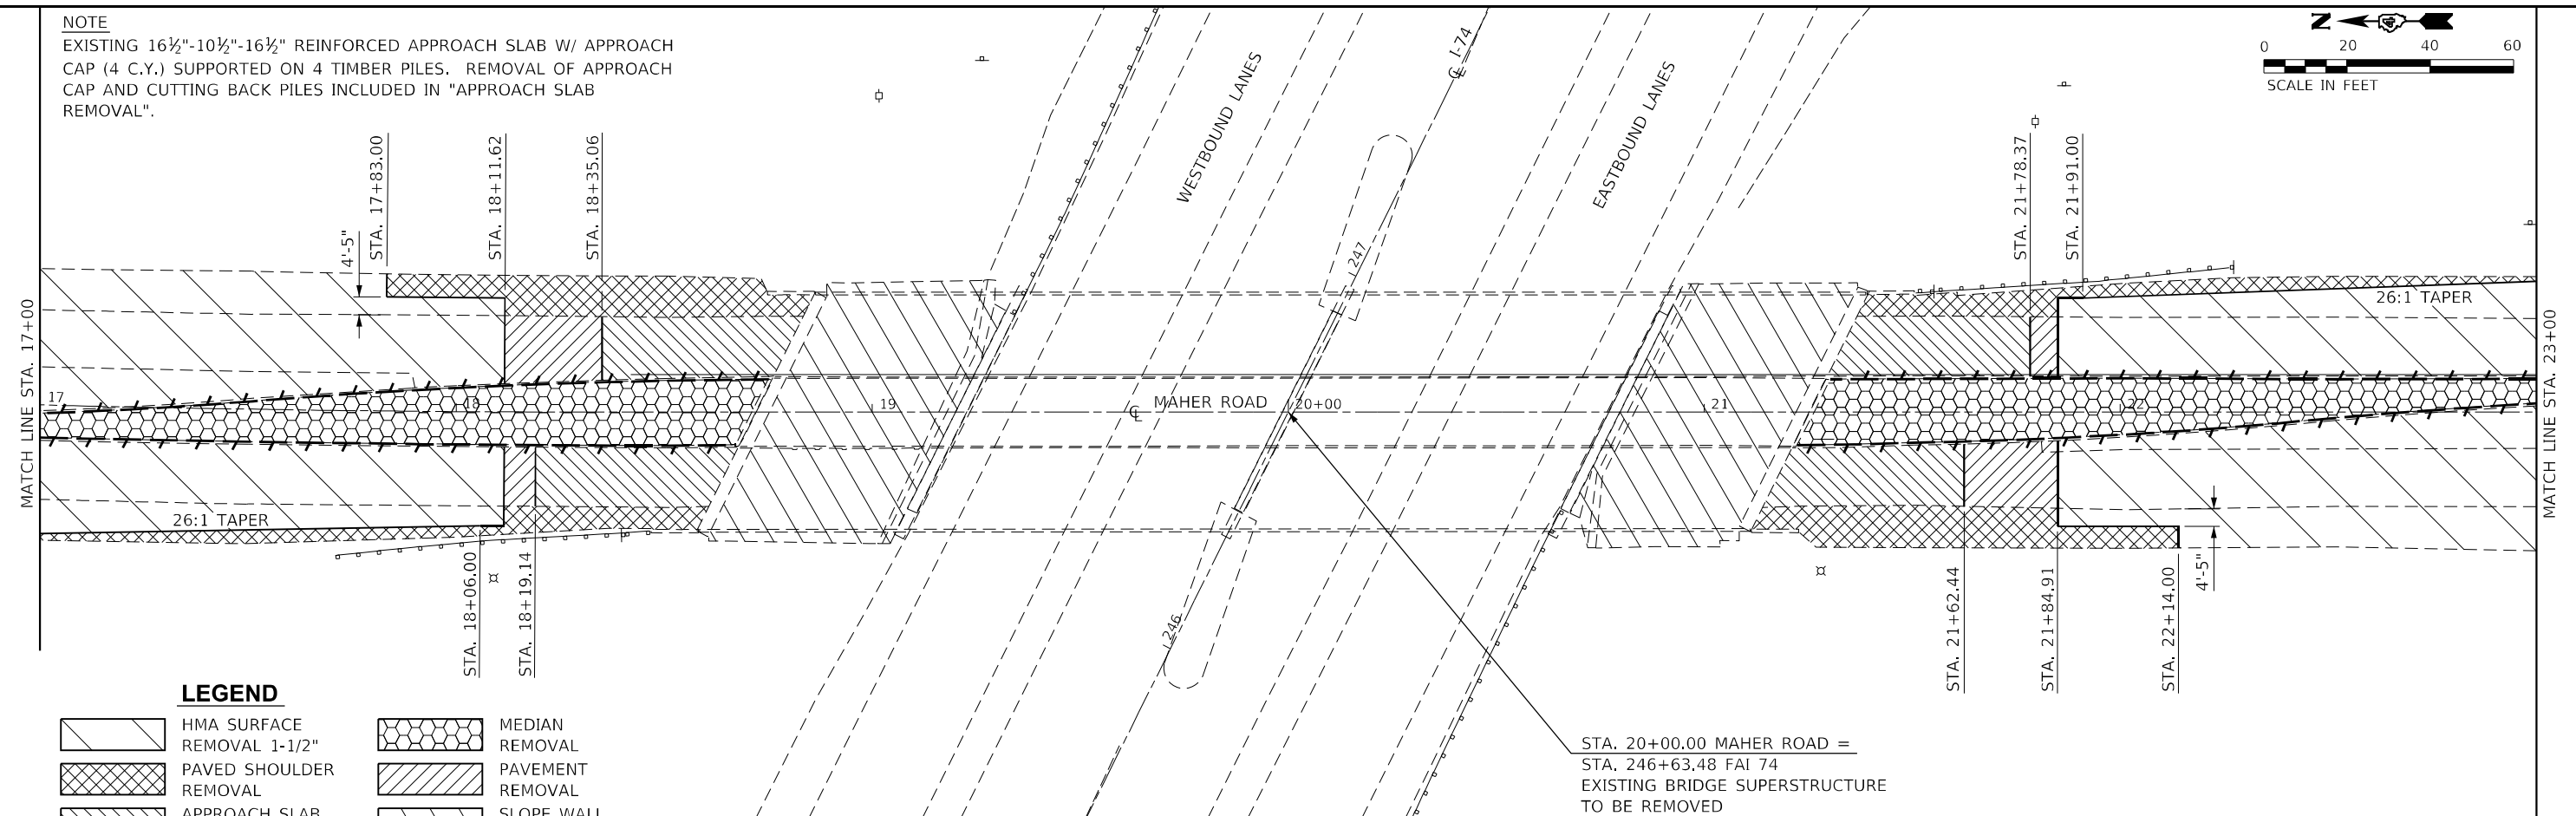 NOTE
EXISTING 16½"-10½"-16½" REINFORCED APPROACH SLAB W/ APPROACH
CAP (4 C.Y.) SUPPORTED ON 4 TIMBER PILES. REMOVAL OF APPROACH
CAP AND CUTTING BACK PILES INCLUDED IN "APPROACH SLAB
REMOVAL".
N
0 20 40 60
SCALE IN FEET
WESTBOUND LANES
℄ I-74
EASTBOUND LANES
4'-5"
STA. 17+83.00
STA. 18+11.62
STA. 18+35.06
STA. 21+78.37
STA. 21+91.00
247
26:1 TAPER
MATCH LINE STA. 17+00
MATCH LINE STA. 23+00
17
18
19
℄ MAHER ROAD
20+00
21
22
26:1 TAPER
246
STA. 18+06.00
STA. 18+19.14
STA. 21+62.44
STA. 21+84.91
STA. 22+14.00
4'-5"
LEGEND
HMA SURFACE
REMOVAL 1-1/2"
MEDIAN
REMOVAL
PAVED SHOULDER
REMOVAL
PAVEMENT
REMOVAL
APPROACH SLAB
SLOPE WALL
STA. 20+00.00 MAHER ROAD =
STA. 246+63.48 FAI 74
EXISTING BRIDGE SUPERSTRUCTURE
TO BE REMOVED